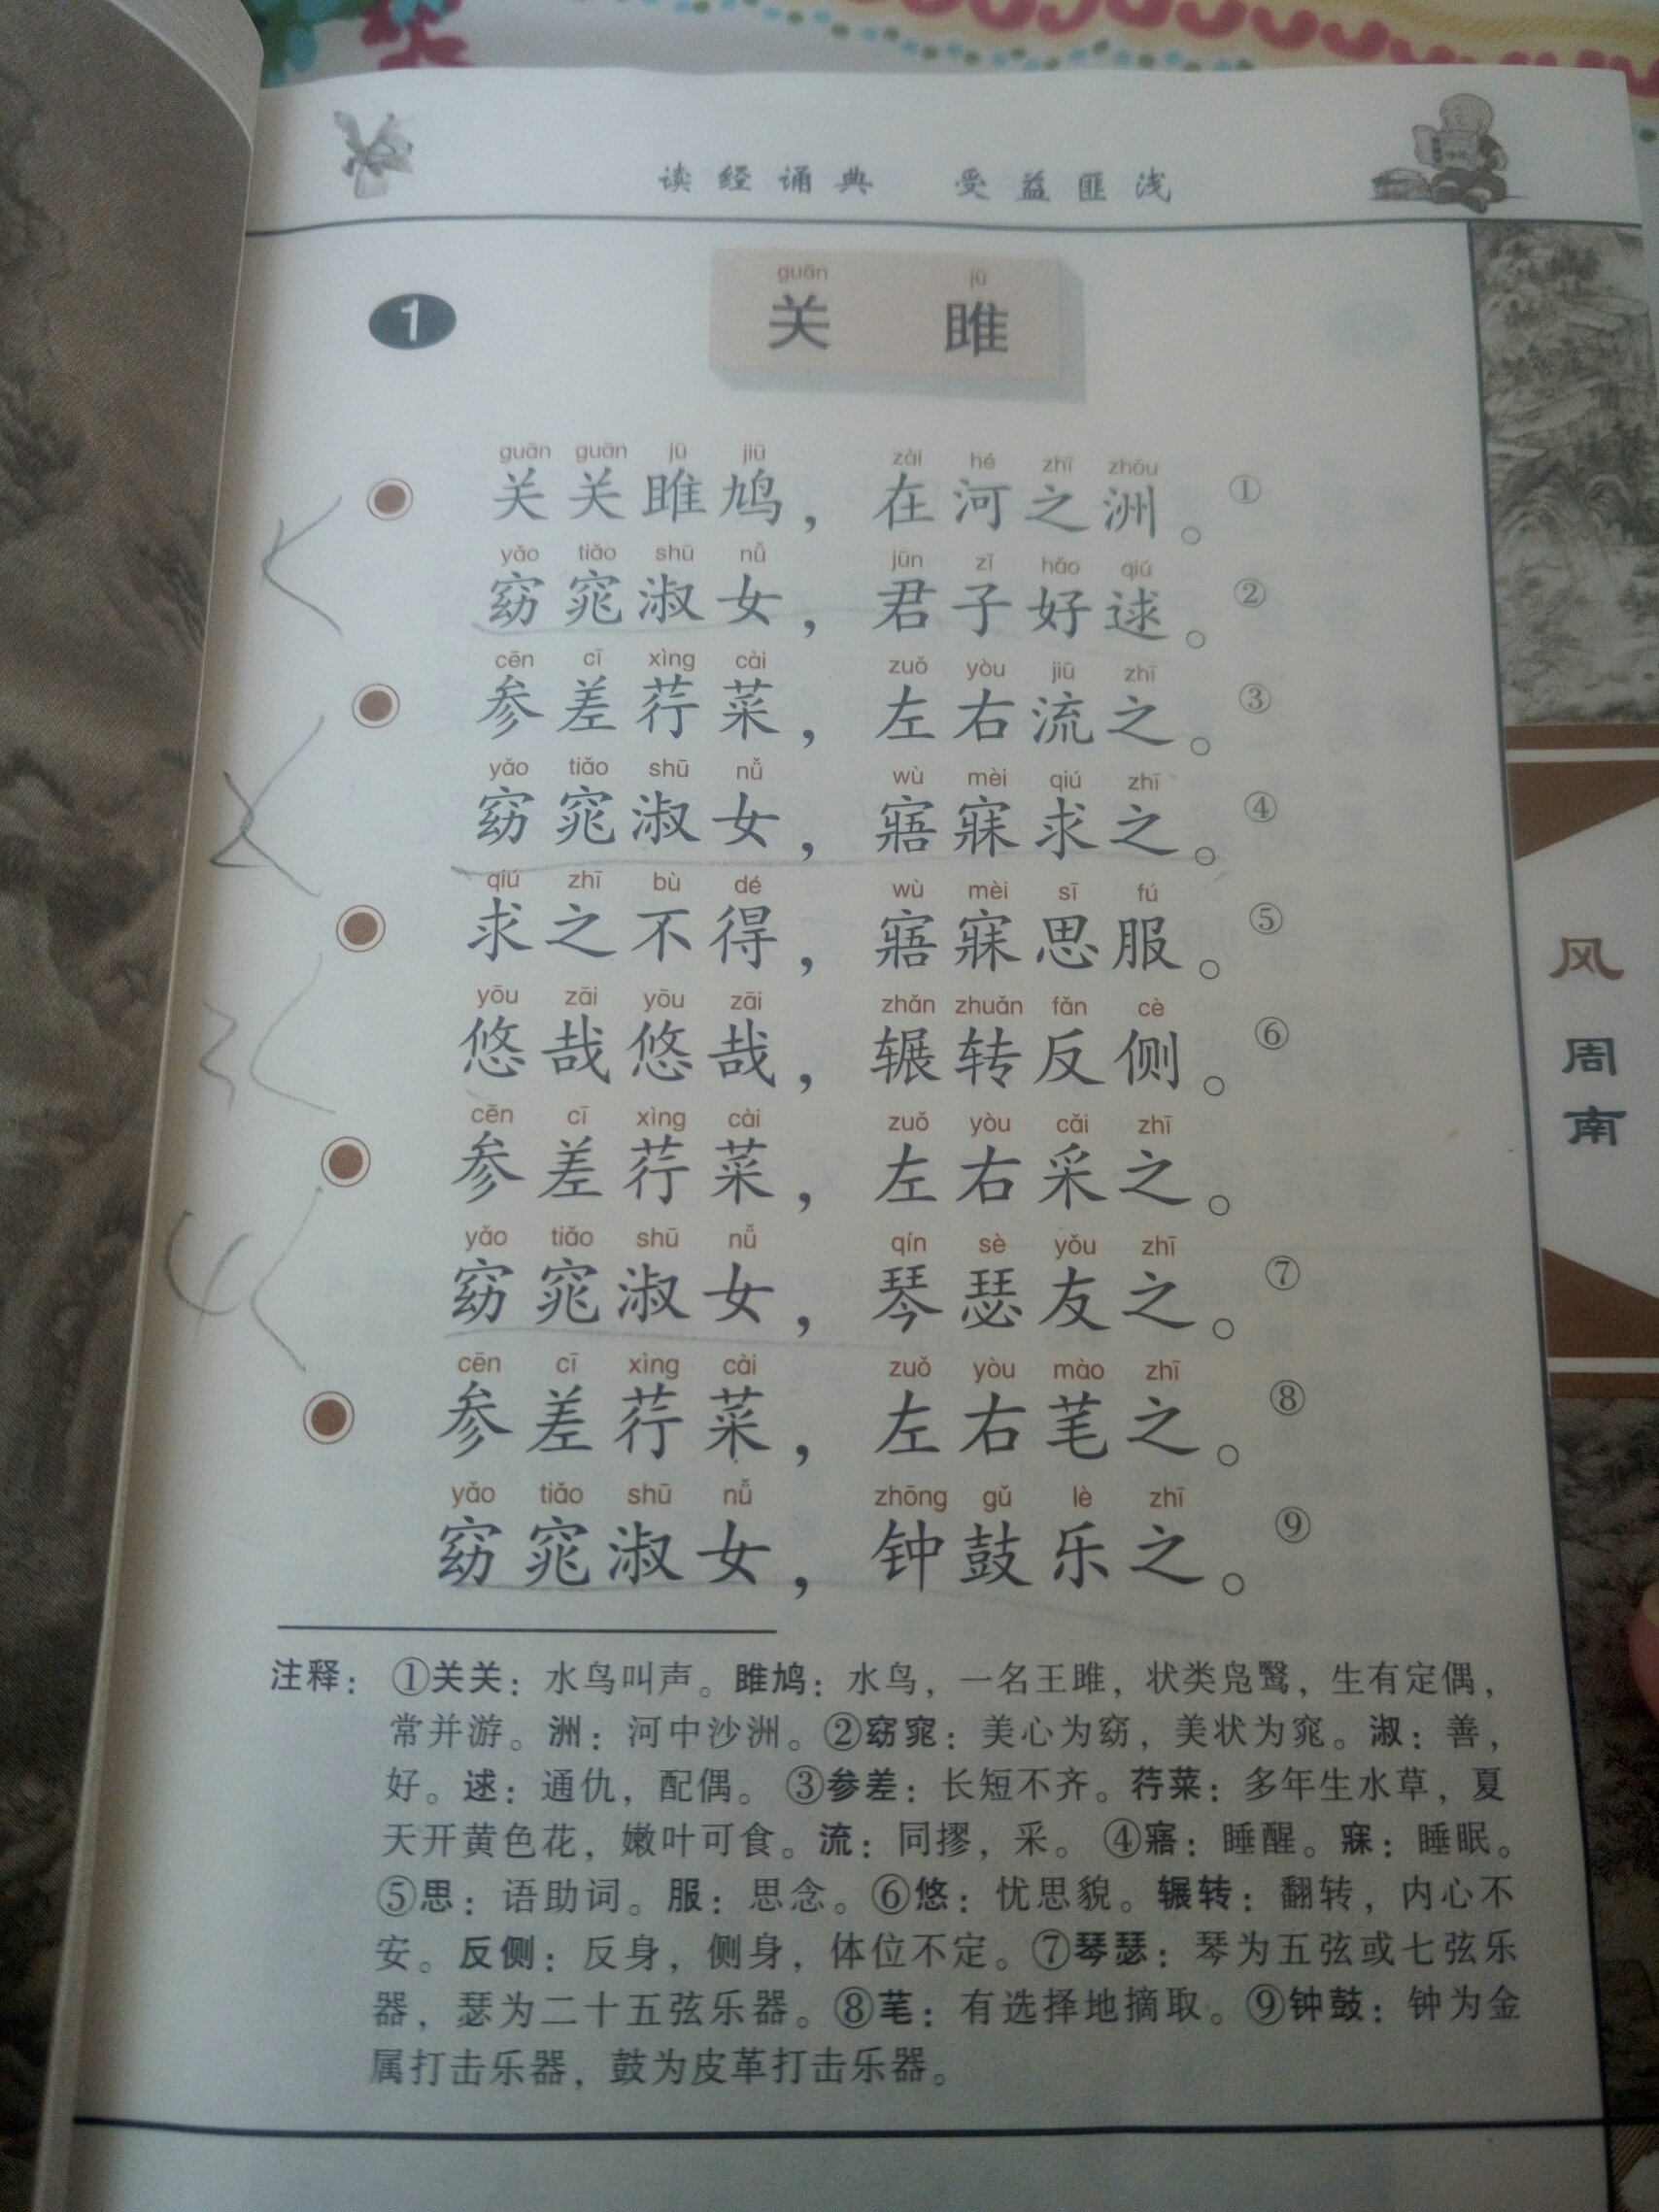 读经诵典 受益匪浅
1
guān jū
关 雎
guān guān jū jiū zài hé zhī zhōu
关关雎鸠，在河之洲。①
yǎo tiǎo shū nǚ jūn zǐ hǎo qiú
窈窕淑女，君子好逑。②
cēn cī xìng cài zuǒ yòu jiū zhī
参差荇菜，左右流之。③
yǎo tiǎo shū nǚ wù mèi qiú zhī
窈窕淑女，寤寐求之。④
qiú zhī bù dé wù mèi sī fú
求之不得，寤寐思服。⑤
yōu zāi yōu zāi zhǎn zhuǎn fǎn cè
悠哉悠哉，辗转反侧。⑥
cēn cī xìng cài zuǒ yòu cǎi zhī
参差荇菜，左右采之。
yǎo tiǎo shū nǚ qín sè yǒu zhī
窈窕淑女，琴瑟友之。⑦
cēn cī xìng cài zuǒ yòu mào zhī
参差荇菜，左右芼之。⑧
yǎo tiǎo shū nǚ zhōng gǔ lè zhī
窈窕淑女，钟鼓乐之。⑨
注释：①关关：水鸟叫声。雎鸠：水鸟，一名王雎，状类凫鹥，生有定偶，
常并游。洲：河中沙洲。②窈窕：美心为窈，美状为窕。淑：善，
好。逑：通仇，配偶。③参差：长短不齐。荇菜：多年生水草，夏
天开黄色花，嫩叶可食。流：同摎，采。④寤：睡醒。寐：睡眠。
⑤思：语助词。服：思念。⑥悠：忧思貌。辗转：翻转，内心不
安。反侧：反身，侧身，体位不定。⑦琴瑟：琴为五弦或七弦乐
器，瑟为二十五弦乐器。⑧芼：有选择地摘取。⑨钟鼓：钟为金
属打击乐器，鼓为皮革打击乐器。
风
周
南
2
3
4